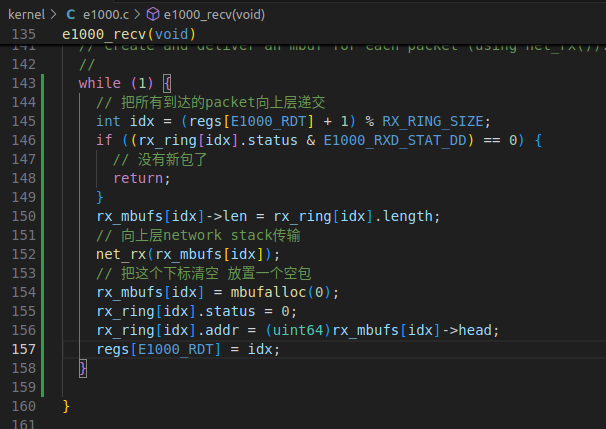 kernel > C e1000.c > e1000_recv(void)
135 e1000_recv(void)
141 // Create and deliver an mbuf for each packet (using net_rx()).
142 //
143 while (1) {
144 // 把所有到达的packet向上层递交
145 int idx = (regs[E1000_RDT] + 1) % RX_RING_SIZE;
146 if ((rx_ring[idx].status & E1000_RXD_STAT_DD) == 0) {
147 // 没有新包了
148 return;
149 }
150 rx_mbufs[idx]->len = rx_ring[idx].length;
151 // 向上层network stack传输
152 net_rx(rx_mbufs[idx]);
153 // 把这个下标清空 放置一个空包
154 rx_mbufs[idx] = mbufalloc(0);
155 rx_ring[idx].status = 0;
156 rx_ring[idx].addr = (uint64)rx_mbufs[idx]->head;
157 regs[E1000_RDT] = idx;
158 }
159
160 }
161